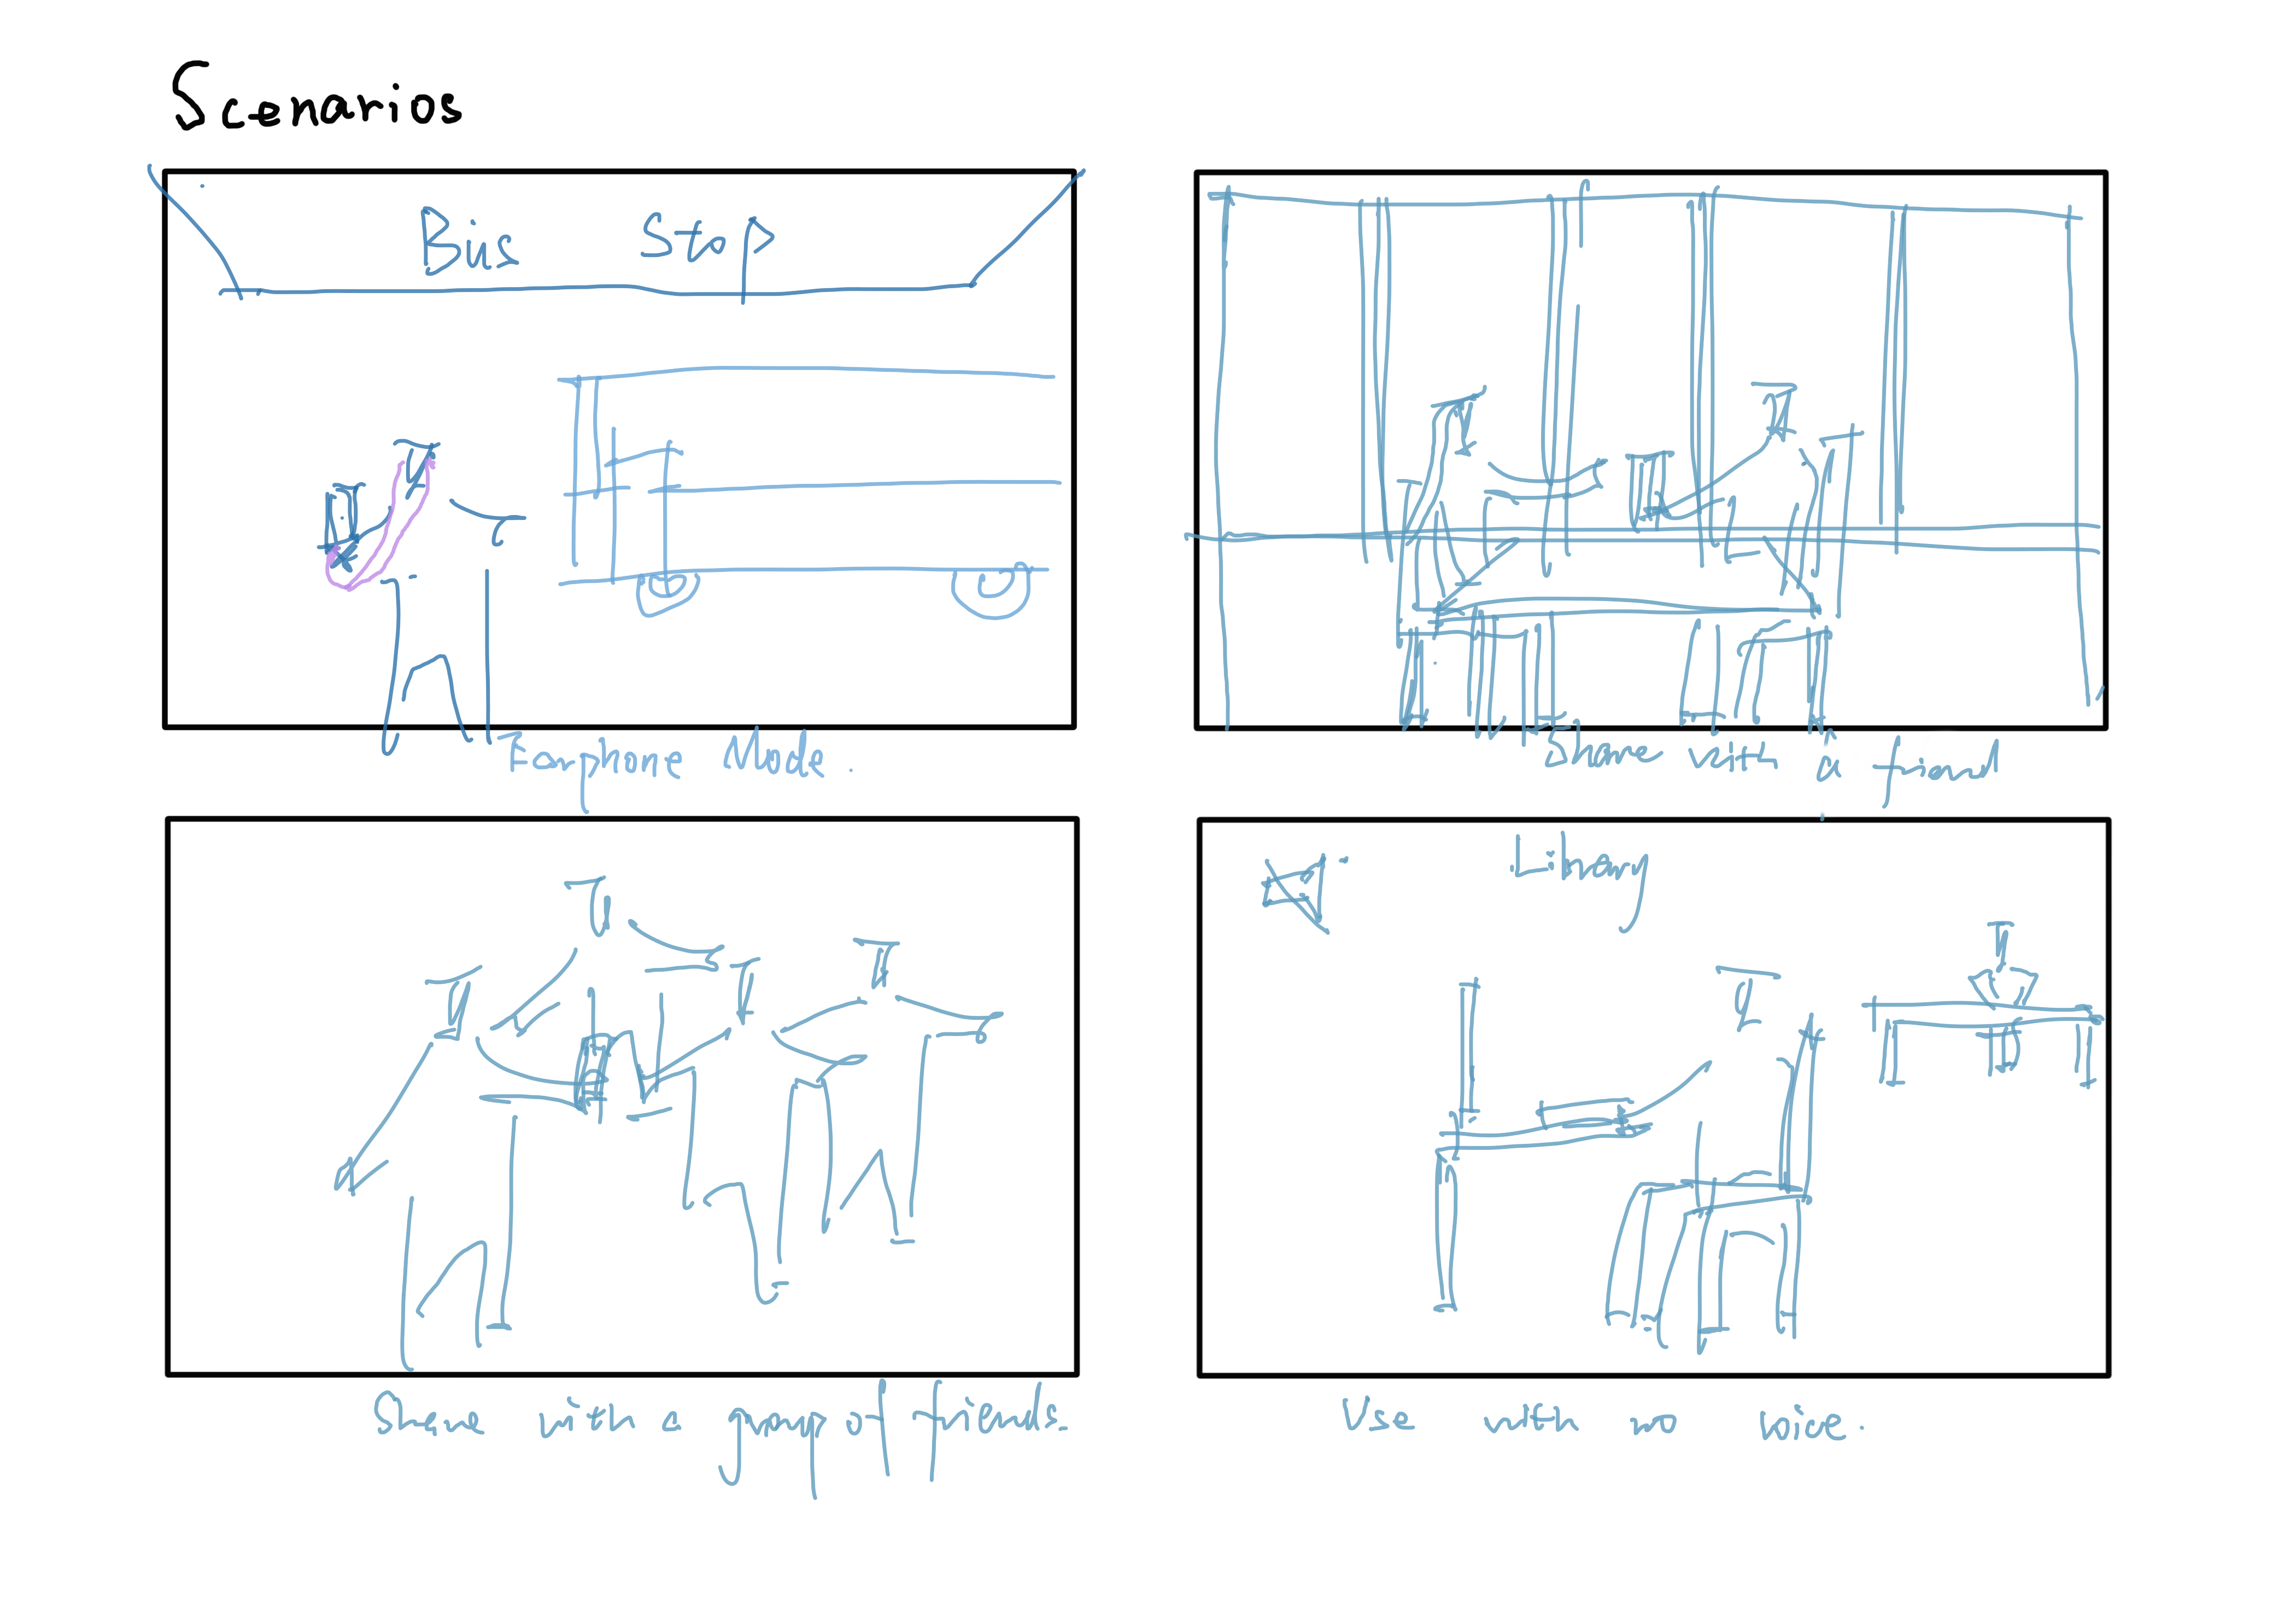 Scenarios
Bus Stop
Earphone Mode.
Share with a friend
Library
Share with a group of friends.
Use with no voice.